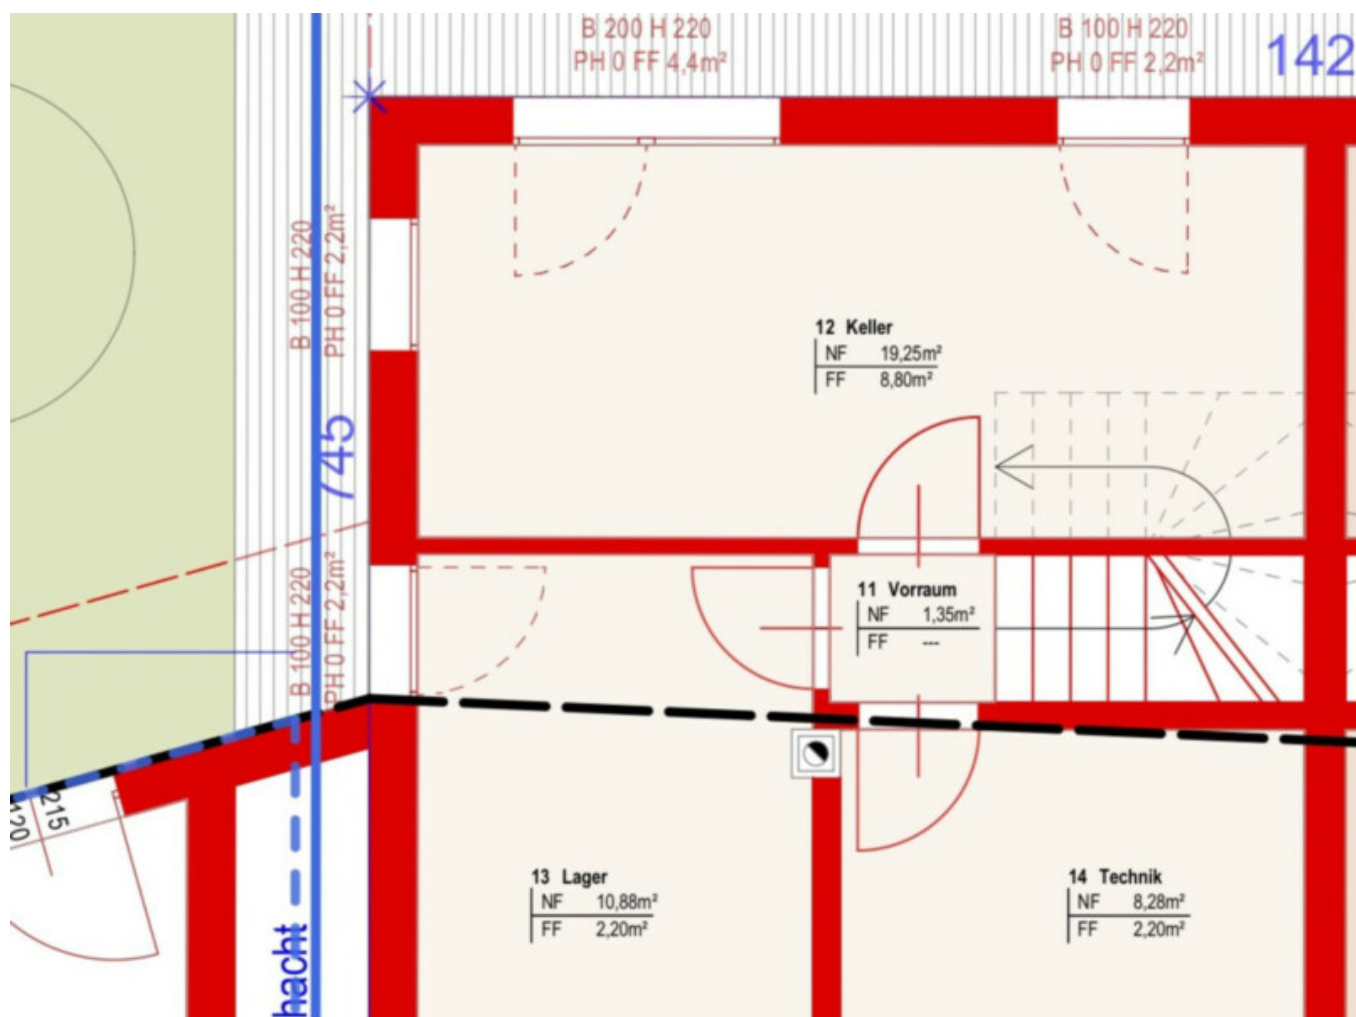 B 200 H 220
PH 0 FF 4,4m²
B 100 H 220
PH 0 FF 2,2m²
142
B 100 H 220
PH 0 FF 2,2m²
745
12 Keller
NF 19,25m²
FF 8,80m²
B 100 H 220
PH 0 FF 2,2m²
11 Vorraum
NF 1,35m²
FF ---
120
215
13 Lager
NF 10,88m²
FF 2,20m²
14 Technik
NF 8,28m²
FF 2,20m²
hacht